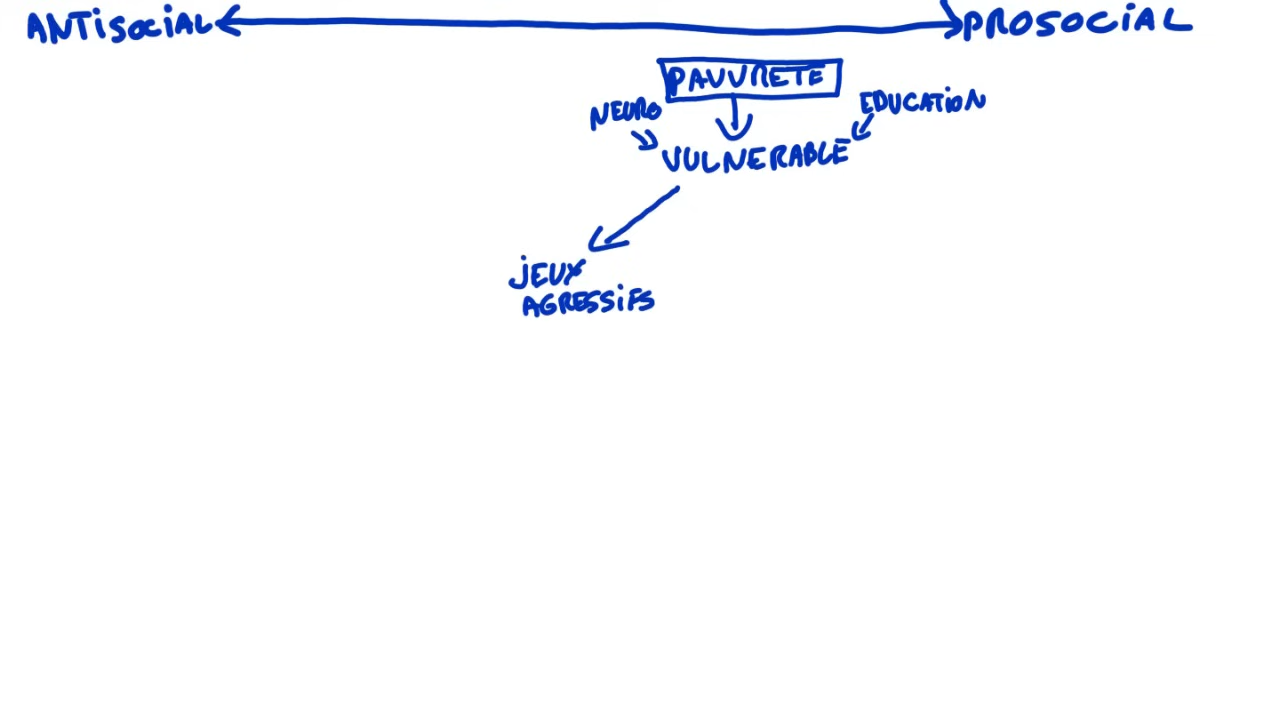 ANTiSOCiAL PROSOCiAL
PAUVRETE
NEURO EDUCATiON
VULNERABLE
jEUX
AGRESSiFS